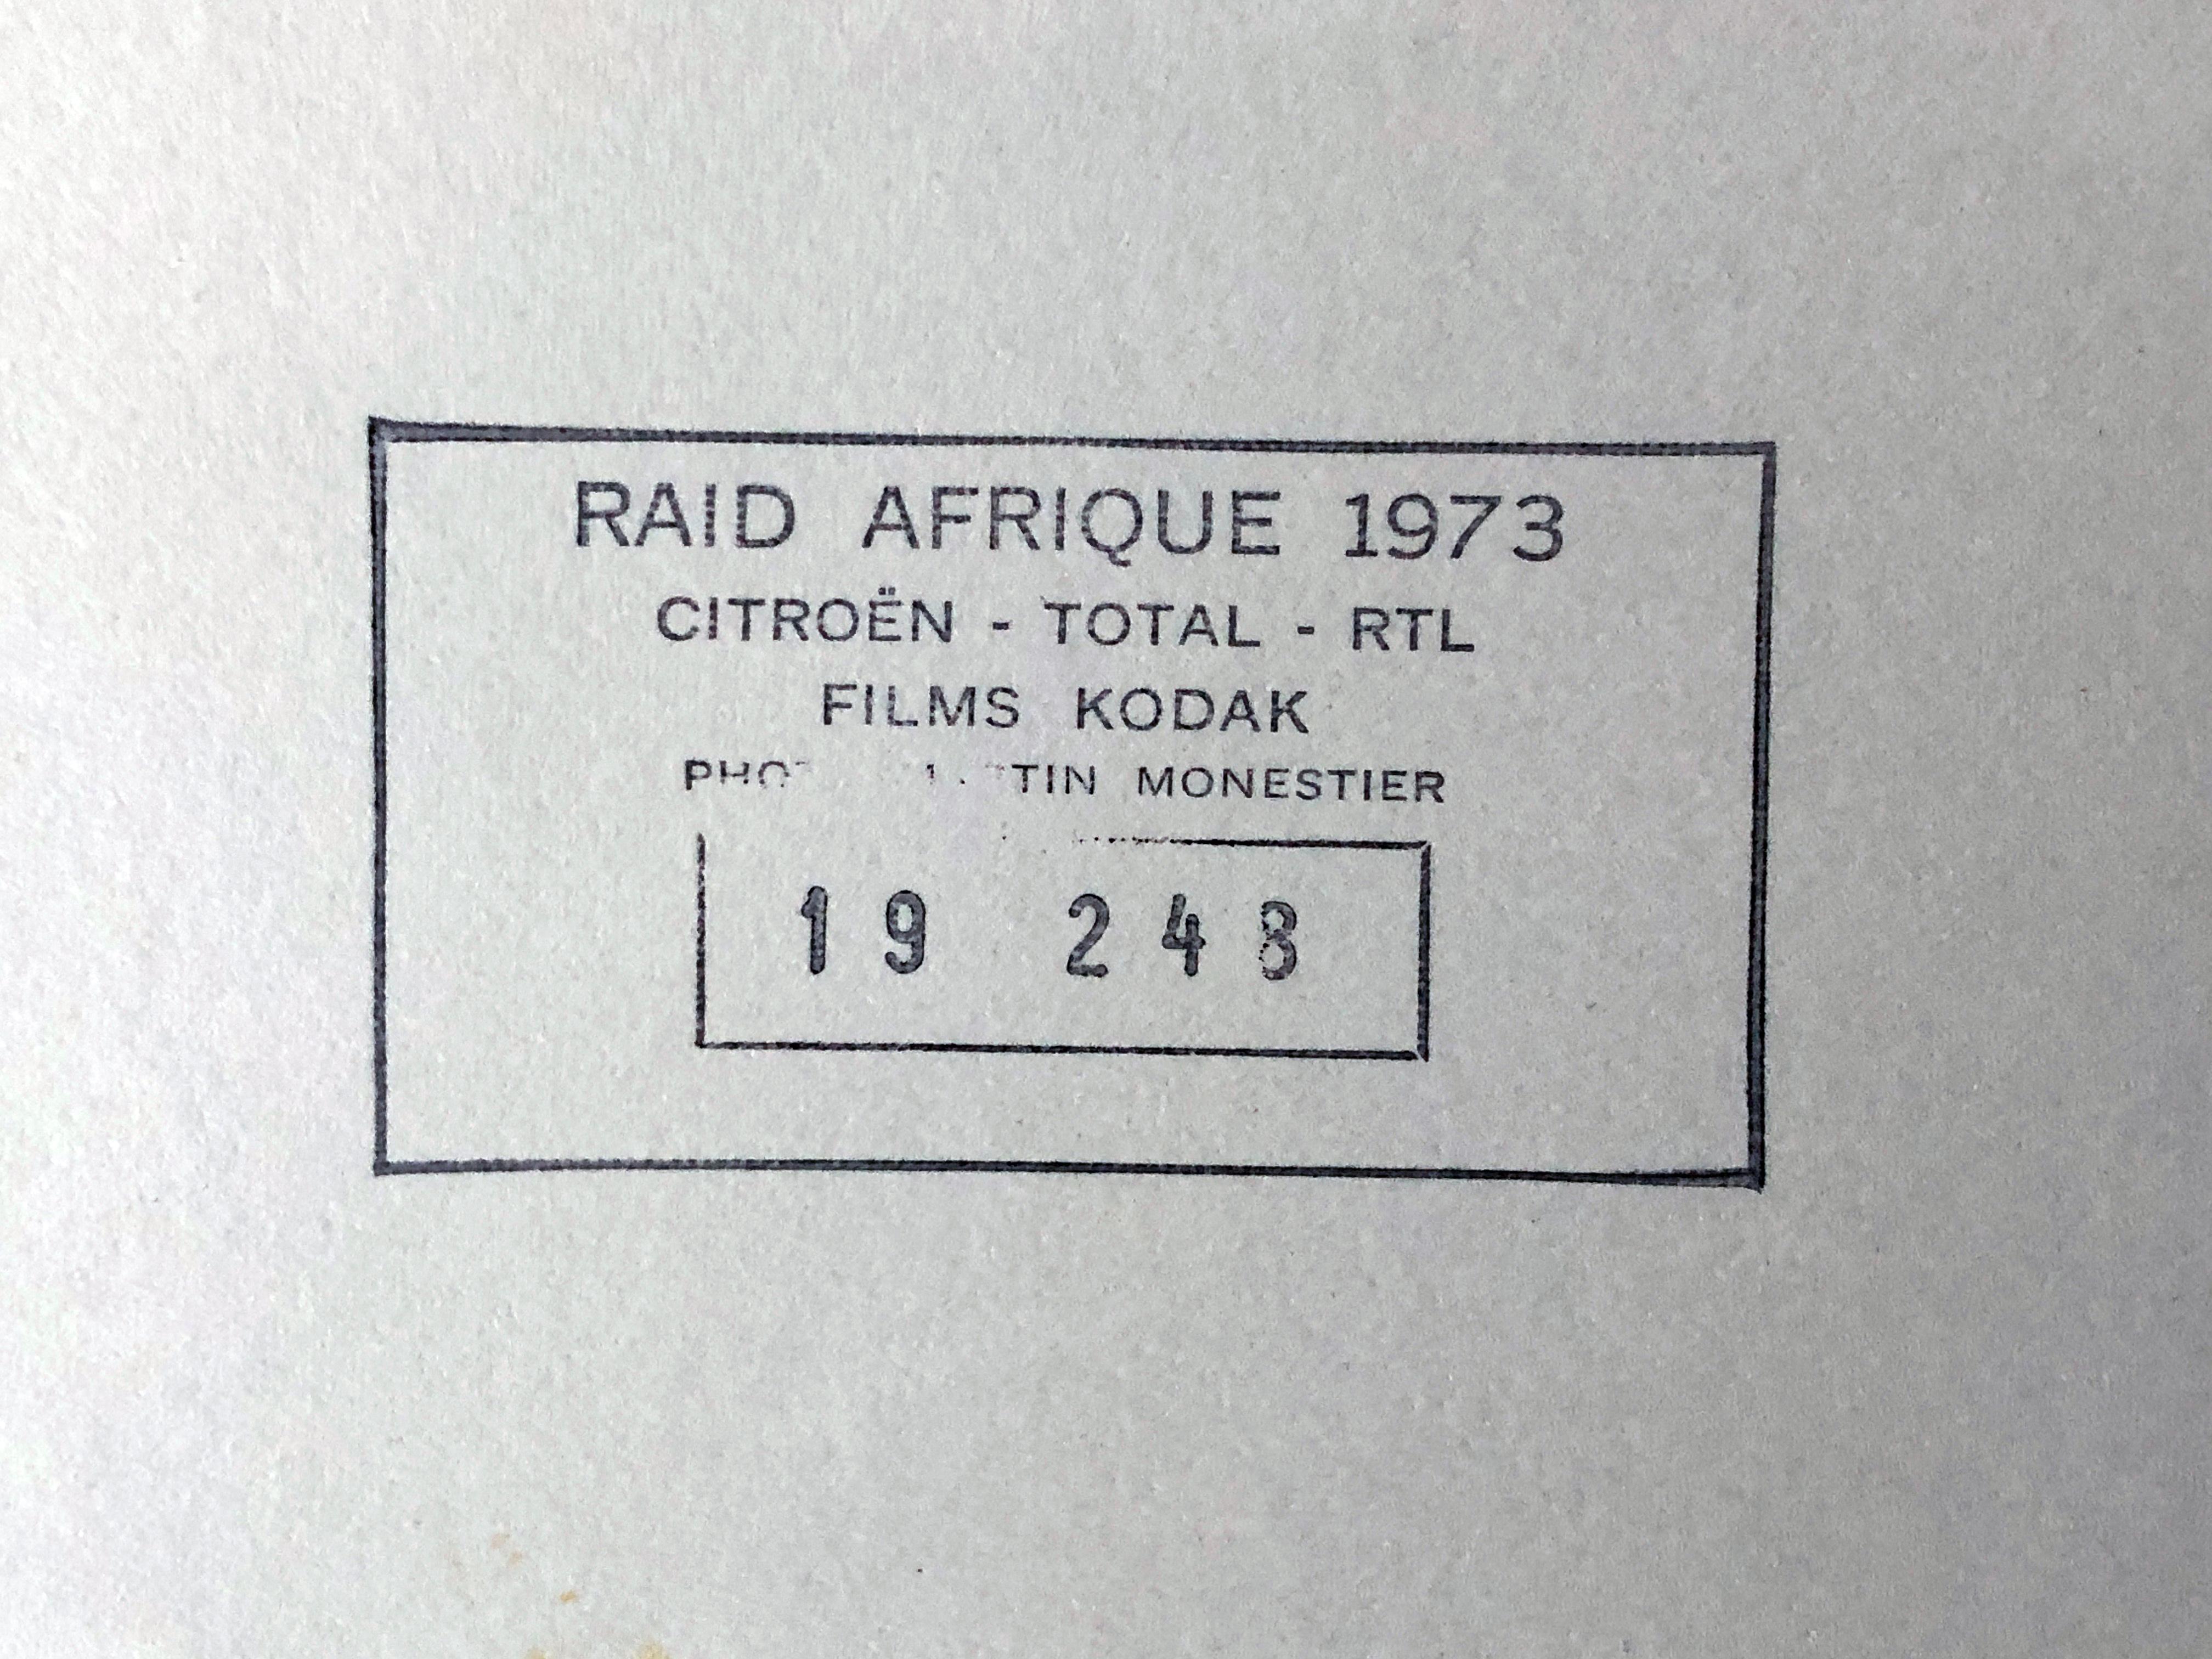 RAID AFRIQUE 1973
CITROËN - TOTAL - RTL
FILMS KODAK
MONESTIER
19 248